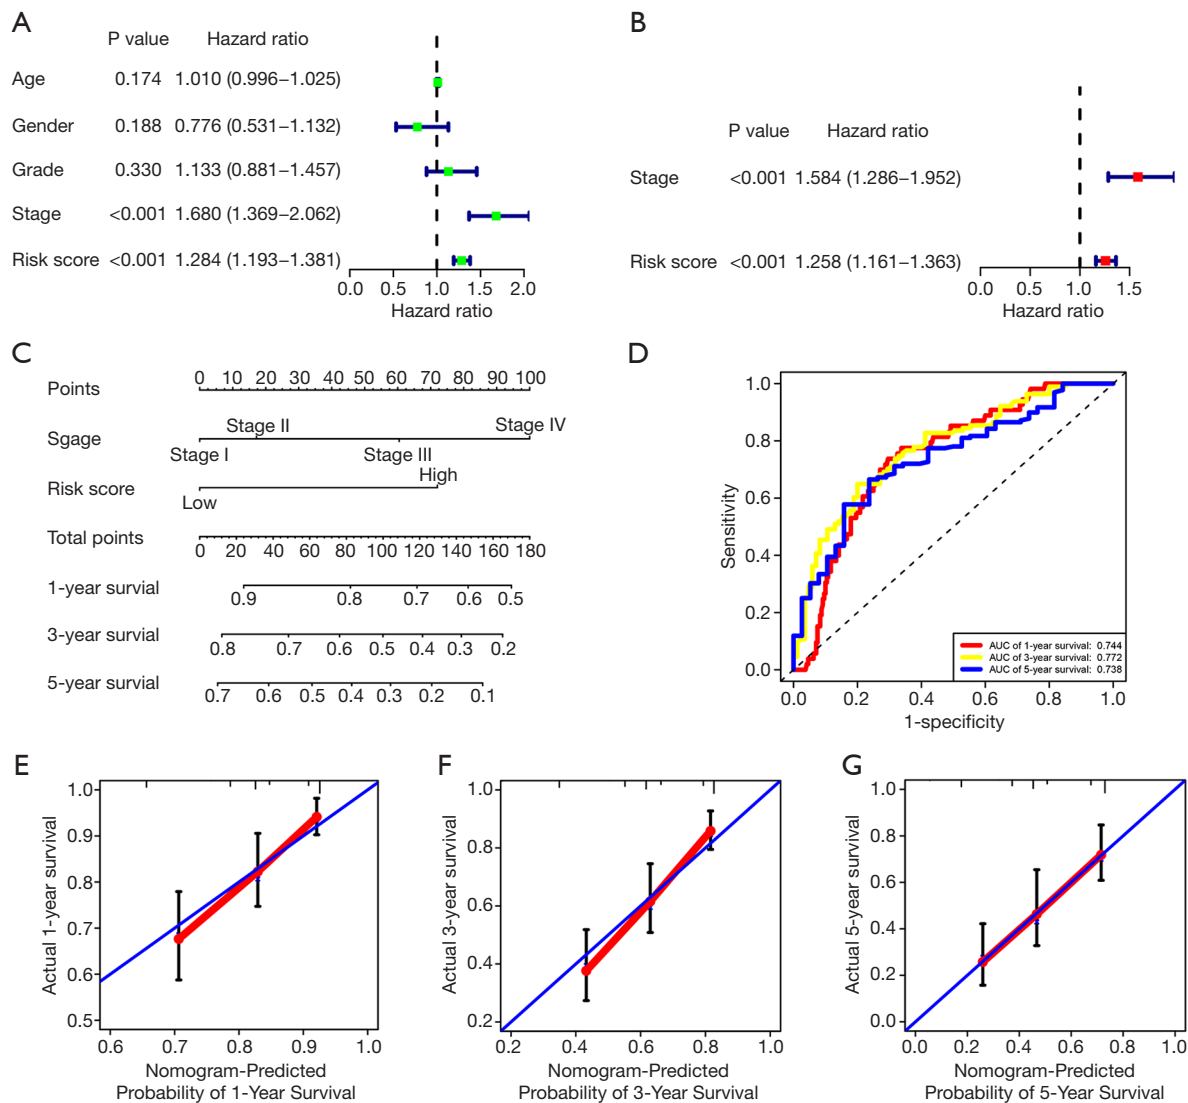 A
P value Hazard ratio
Age 0.174 1.010 (0.996–1.025)
Gender 0.188 0.776 (0.531–1.132)
Grade 0.330 1.133 (0.881–1.457)
Stage <0.001 1.680 (1.369–2.062)
Risk score <0.001 1.284 (1.193–1.381)
0.0 0.5 1.0 1.5 2.0
Hazard ratio
B
P value Hazard ratio
Stage <0.001 1.584 (1.286–1.952)
Risk score <0.001 1.258 (1.161–1.363)
0.0 0.5 1.0 1.5
Hazard ratio
C
Points 0 10 20 30 40 50 60 70 80 90 100
Sgage
Stage II Stage IV
Stage I Stage III
Risk score
High
Low
Total points
0 20 40 60 80 100 120 140 160 180
1-year survial
0.9 0.8 0.7 0.6 0.5
3-year survial
0.8 0.7 0.6 0.5 0.4 0.3 0.2
5-year survial
0.7 0.6 0.5 0.4 0.3 0.2 0.1
D
Sensitivity
1.0
0.8
0.6
0.4
0.2
0.0
AUC of 1-year survival: 0.744
AUC of 3-year survival: 0.772
AUC of 5-year survival: 0.738
0.0 0.2 0.4 0.6 0.8 1.0
1-specificity
E
Actual 1-year survival
1.0
0.9
0.8
0.7
0.6
0.5
0.6 0.7 0.8 0.9 1.0
Nomogram-Predicted
Probability of 1-Year Survival
F
Actual 3-year survival
1.0
0.8
0.6
0.4
0.2
0.2 0.4 0.6 0.8 1.0
Nomogram-Predicted
Probability of 3-Year Survival
G
Actual 5-year survival
1.0
0.8
0.6
0.4
0.2
0.0
0.0 0.2 0.4 0.6 0.8 1.0
Nomogram-Predicted
Probability of 5-Year Survival